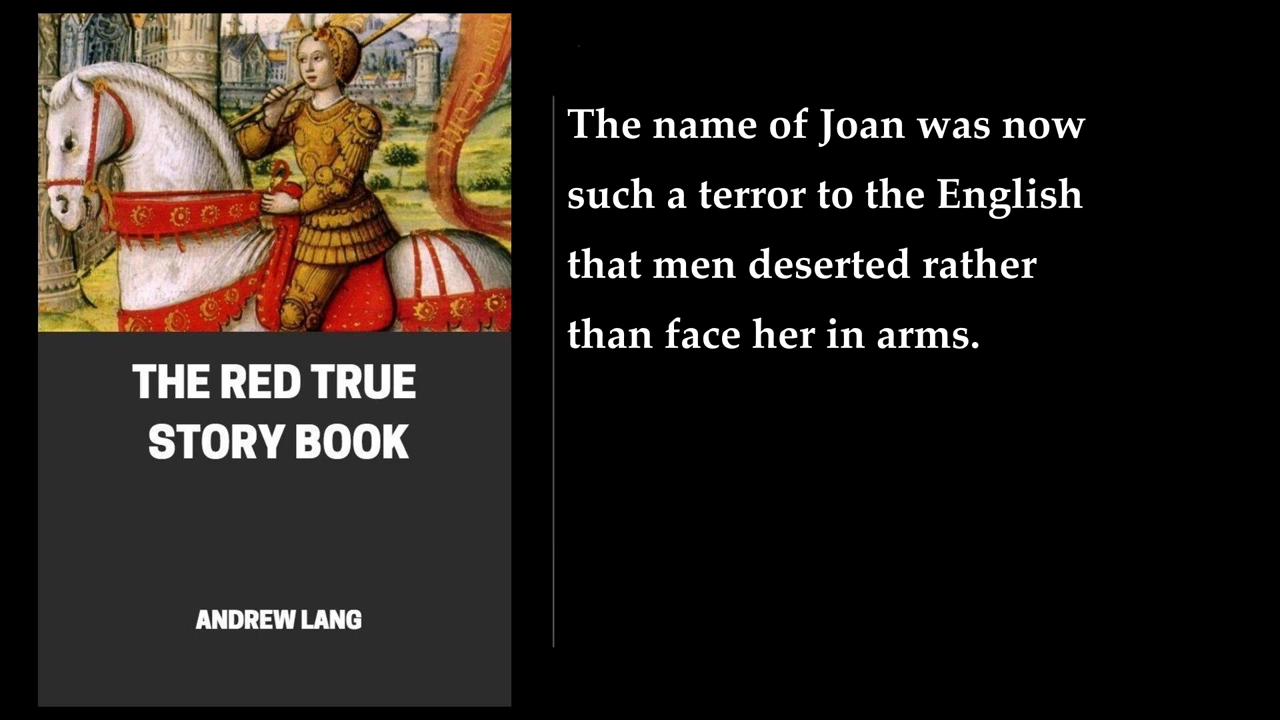 THE RED TRUE
STORY BOOK
ANDREW LANG
The name of Joan was now
such a terror to the English
that men deserted rather
than face her in arms.